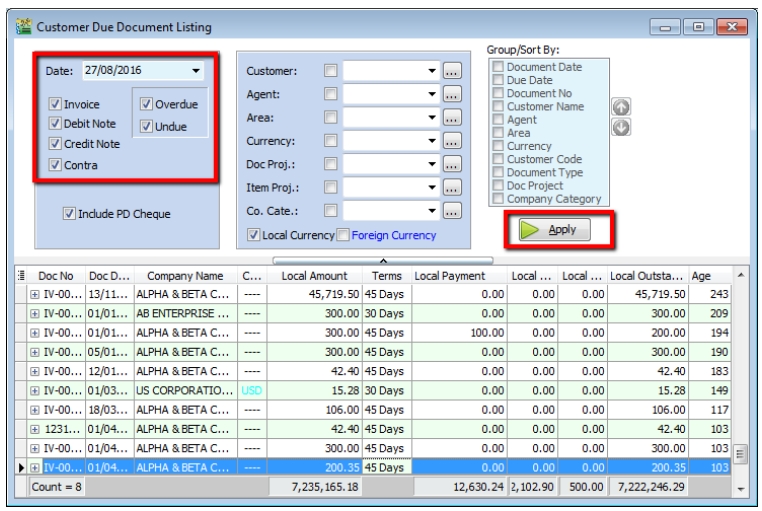 Customer Due Document Listing
Date: 27/08/2016
Invoice
Debit Note
Credit Note
Contra
Overdue
Undue
Include PD Cheque
Customer:
Agent:
Area:
Currency:
Doc Proj.:
Item Proj.:
Co. Cate.:
Local Currency Foreign Currency
Group/Sort By:
Document Date
Due Date
Document No
Customer Name
Agent
Area
Currency
Customer Code
Document Type
Doc Project
Company Category
Apply
Doc No Doc D... Company Name C... Local Amount Terms Local Payment Local ... Local ... Local Outsta... Age
IV-00... 13/11... ALPHA & BETA C... ---- 45,719.50 45 Days 0.00 0.00 0.00 45,719.50 243
IV-00... 01/01... AB ENTERPRISE ... ---- 300.00 30 Days 0.00 0.00 0.00 300.00 209
IV-00... 01/01... ALPHA & BETA C... ---- 300.00 45 Days 100.00 0.00 0.00 200.00 194
IV-00... 05/01... ALPHA & BETA C... ---- 300.00 45 Days 0.00 0.00 0.00 300.00 190
IV-00... 12/01... ALPHA & BETA C... ---- 42.40 45 Days 0.00 0.00 0.00 42.40 183
IV-00... 01/03... US CORPORATIO... USD 15.28 30 Days 0.00 0.00 0.00 15.28 149
IV-00... 18/03... ALPHA & BETA C... ---- 106.00 45 Days 0.00 0.00 0.00 106.00 117
1231... 01/04... ALPHA & BETA C... ---- 42.40 45 Days 0.00 0.00 0.00 42.40 103
IV-00... 01/04... ALPHA & BETA C... ---- 300.00 45 Days 0.00 0.00 0.00 300.00 103
IV-00... 01/04... ALPHA & BETA C... ---- 200.35 45 Days 0.00 0.00 0.00 200.35 103
Count = 8 7,235,165.18 12,630.24 2,102.90 500.00 7,222,246.29